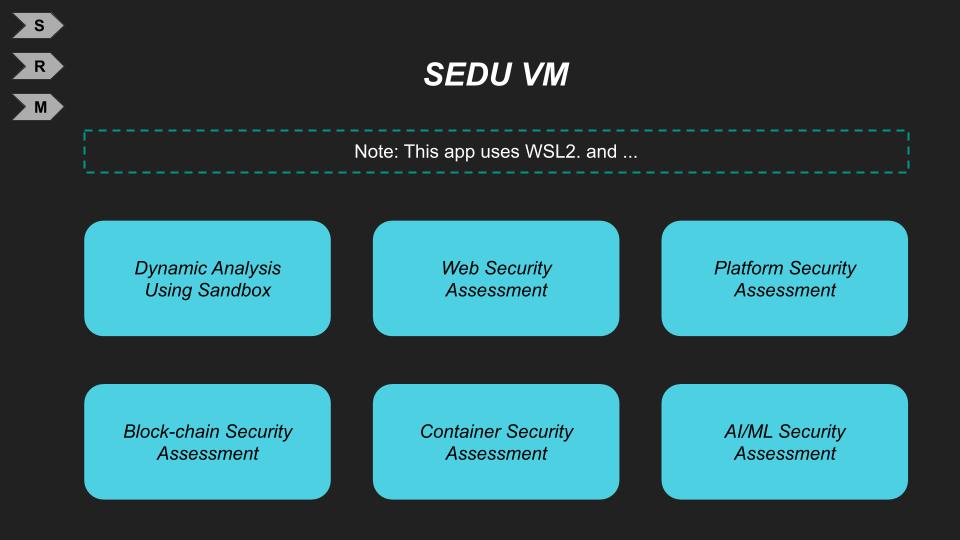 S
R
M
SEDU VM
Note: This app uses WSL2. and ...
Dynamic Analysis
Using Sandbox
Web Security
Assessment
Platform Security
Assessment
Block-chain Security
Assessment
Container Security
Assessment
AI/ML Security
Assessment